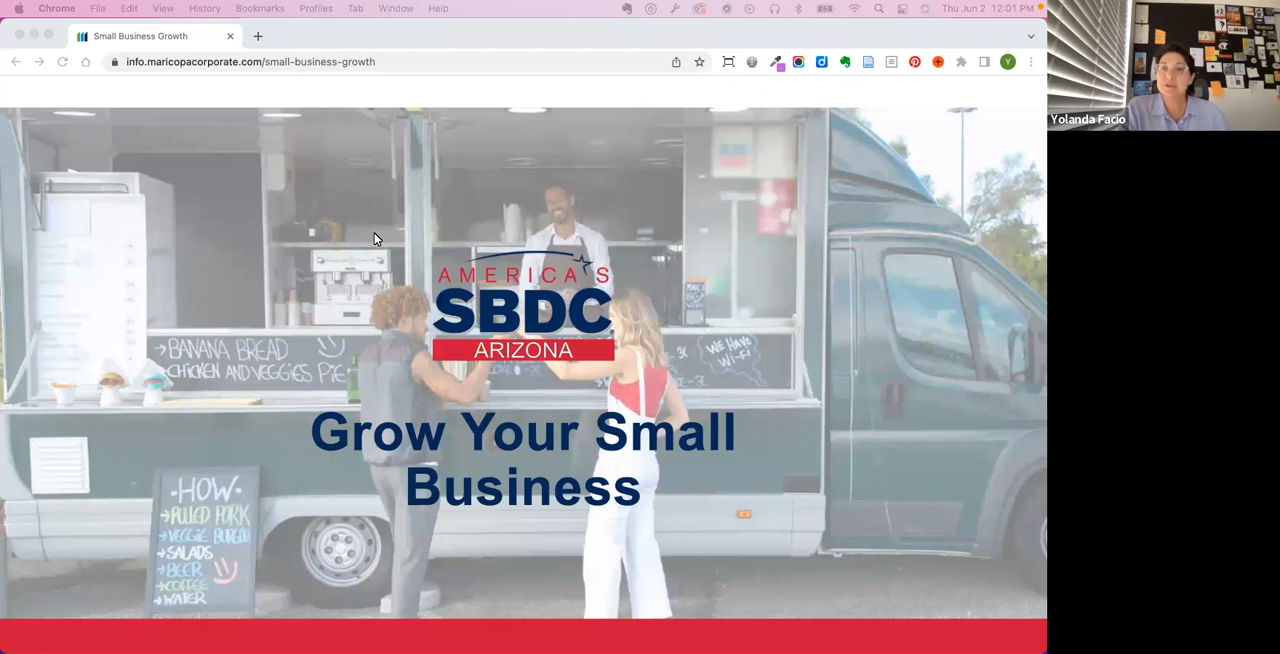 Chrome File Edit View History Bookmarks Profiles Tab Window Help Thu Jun 2 12:01 PM
Small Business Growth
info.maricopacorporate.com/small-business-growth
Y
Yolanda Facio
AMERICA'S
SBDC
ARIZONA
BANANA BREAD
CHICKEN AND VEGGIES PIE
WE HAVE
Wi-Fi
Grow Your Small
Business
·HOW·
PULLED PORK
VEGGIE BURGER
SALADS
BEER
COFFEE
WATER